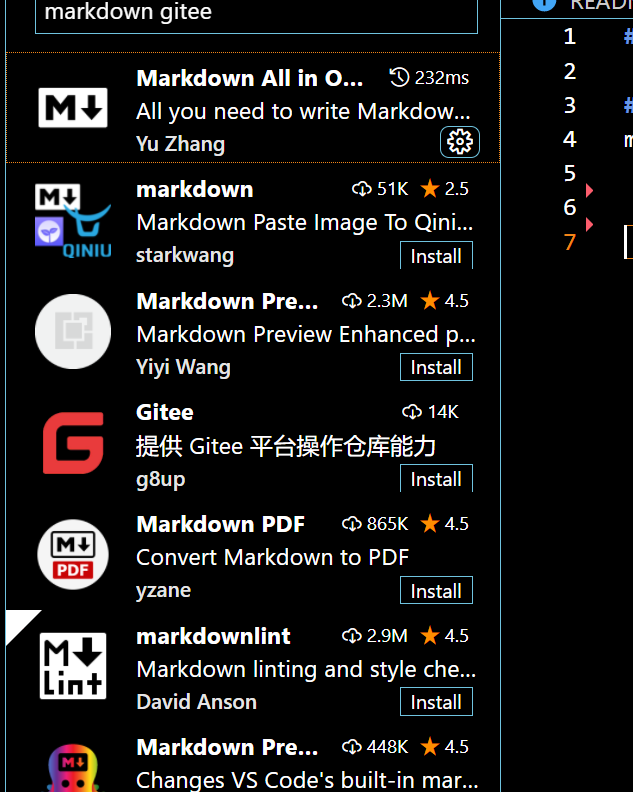 markdown gitee
Markdown All in O... 232ms
All you need to write Markdow...
Yu Zhang
M
markdown 51K 2.5
Markdown Paste Image To Qini...
starkwang Install
M
QINIU
Markdown Pre... 2.3M 4.5
Markdown Preview Enhanced p...
Yiyi Wang Install
Gitee 14K
提供 Gitee 平台操作仓库能力
g8up Install
G
Markdown PDF 865K 4.5
Convert Markdown to PDF
yzane Install
M
PDF
markdownlint 2.9M 4.5
Markdown linting and style che...
David Anson Install
M
Lint
Markdown Pre... 448K 4.5
Changes VS Code's built-in mar...
M
1 #
2
3 #
4 m
5
6
7